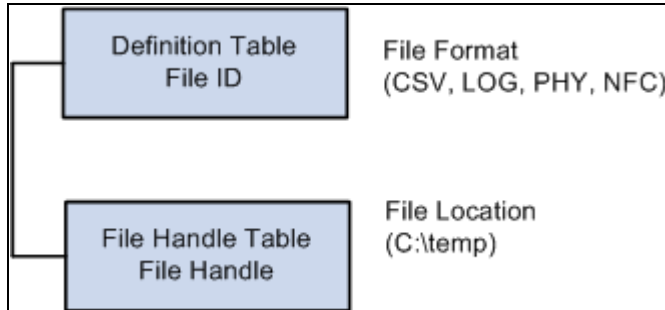 Definition Table
File ID
File Format
(CSV, LOG, PHY, NFC)
File Handle Table
File Handle
File Location
(C:\temp)